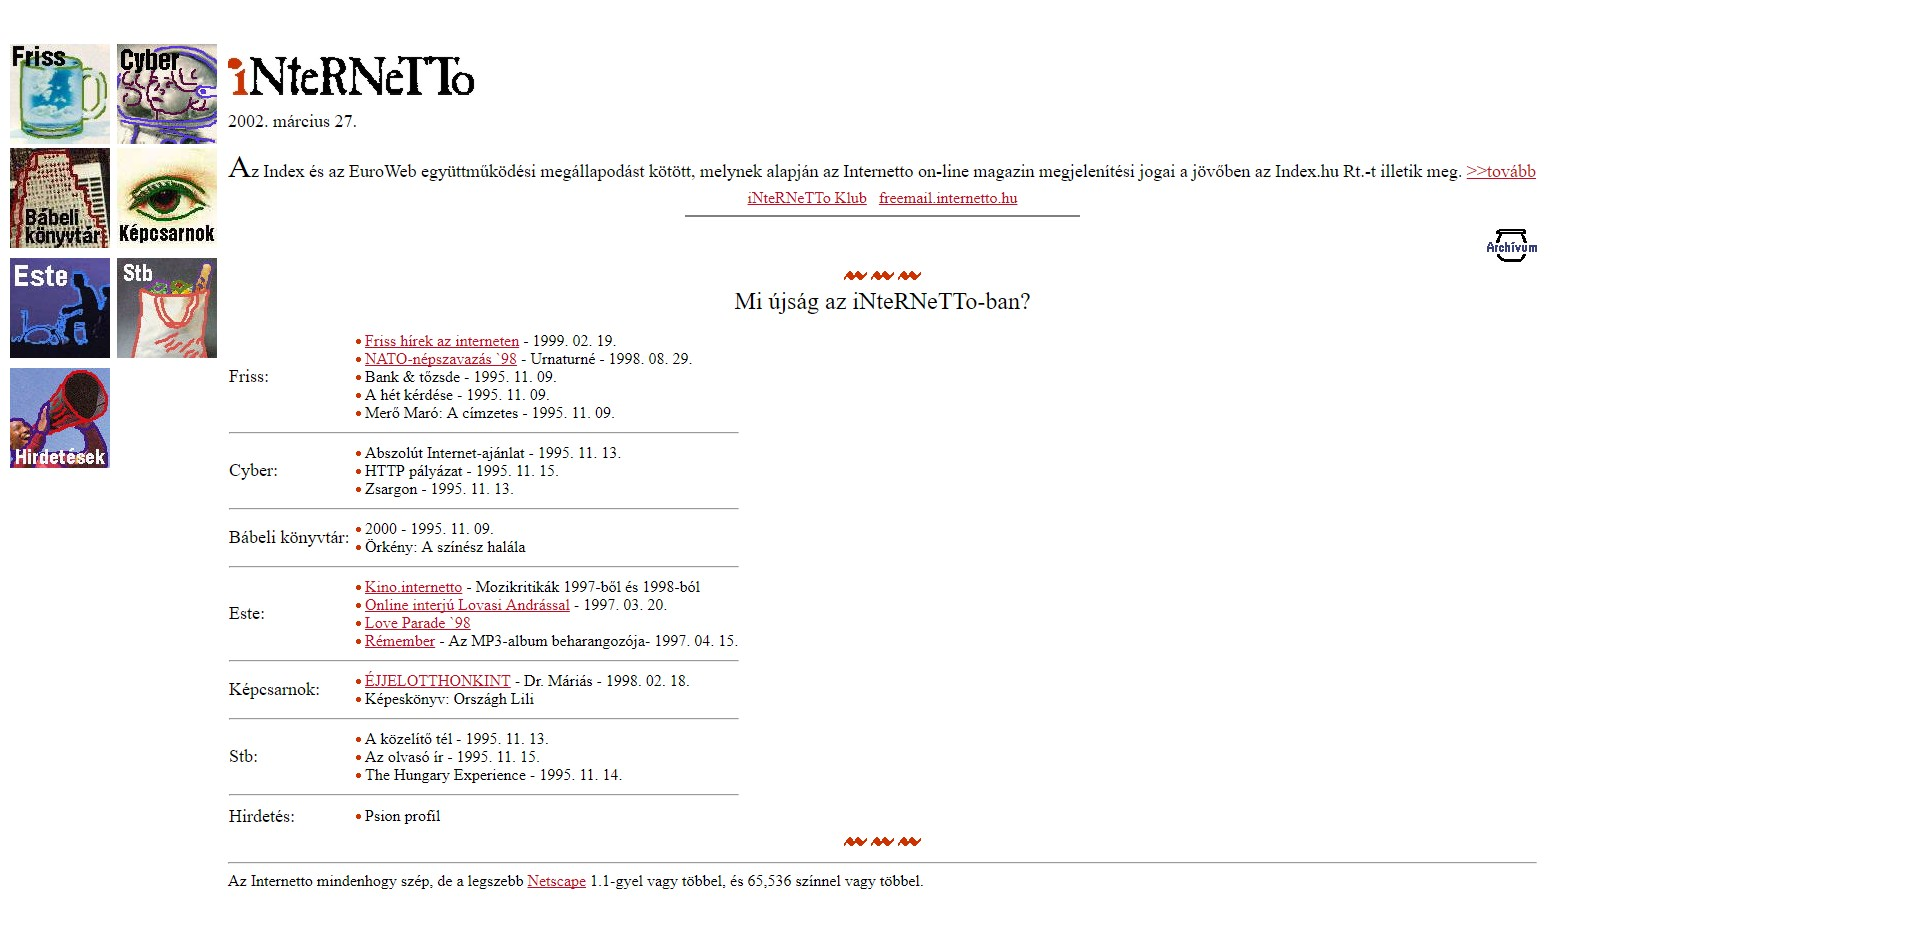 Friss
Cyber
Bábeli
könyvtár
Képcsarnok
Este
Stb
Hirdetések
iNteRNeTTo
2002. március 27.
Az Index és az EuroWeb együttműködési megállapodást kötött, melynek alapján az Internetto on-line magazin megjelenítési jogai a jövőben az Index.hu Rt.-t illetik meg. >>tovább
iNteRNeTTo Klub freemail.internetto.hu
Archívum
Mi újság az iNteRNeTTo-ban?
Friss:
Friss hírek az interneten - 1999. 02. 19.
NATO-népszavazás `98 - Urnaturné - 1998. 08. 29.
Bank & tőzsde - 1995. 11. 09.
A hét kérdése - 1995. 11. 09.
Merő Maró: A címzetes - 1995. 11. 09.
Cyber:
Abszolút Internet-ajánlat - 1995. 11. 13.
HTTP pályázat - 1995. 11. 15.
Zsargon - 1995. 11. 13.
Bábeli könyvtár:
2000 - 1995. 11. 09.
Örkény: A színész halála
Este:
Kino.internetto - Mozikritikák 1997-ből és 1998-ból
Online interjú Lovasi Andrással - 1997. 03. 20.
Love Parade `98
Rémember - Az MP3-album beharangozója- 1997. 04. 15.
Képcsarnok:
ÉJJELOTTHONKINT - Dr. Máriás - 1998. 02. 18.
Képeskönyv: Országh Lili
Stb:
A közelítő tél - 1995. 11. 13.
Az olvasó ír - 1995. 11. 15.
The Hungary Experience - 1995. 11. 14.
Hirdetés:
Psion profil
Az Internetto mindenhogy szép, de a legszebb Netscape 1.1-gyel vagy többel, és 65,536 színnel vagy többel.